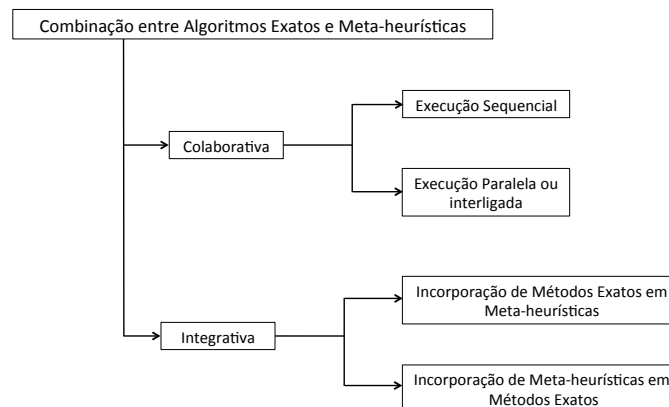 Combinação entre Algoritmos Exatos e Meta-heurísticas
Execução Sequencial
Colaborativa
Execução Paralela ou
interligada
Incorporação de Métodos Exatos em
Meta-heurísticas
Integrativa
Incorporação de Meta-heurísticas em
Métodos Exatos